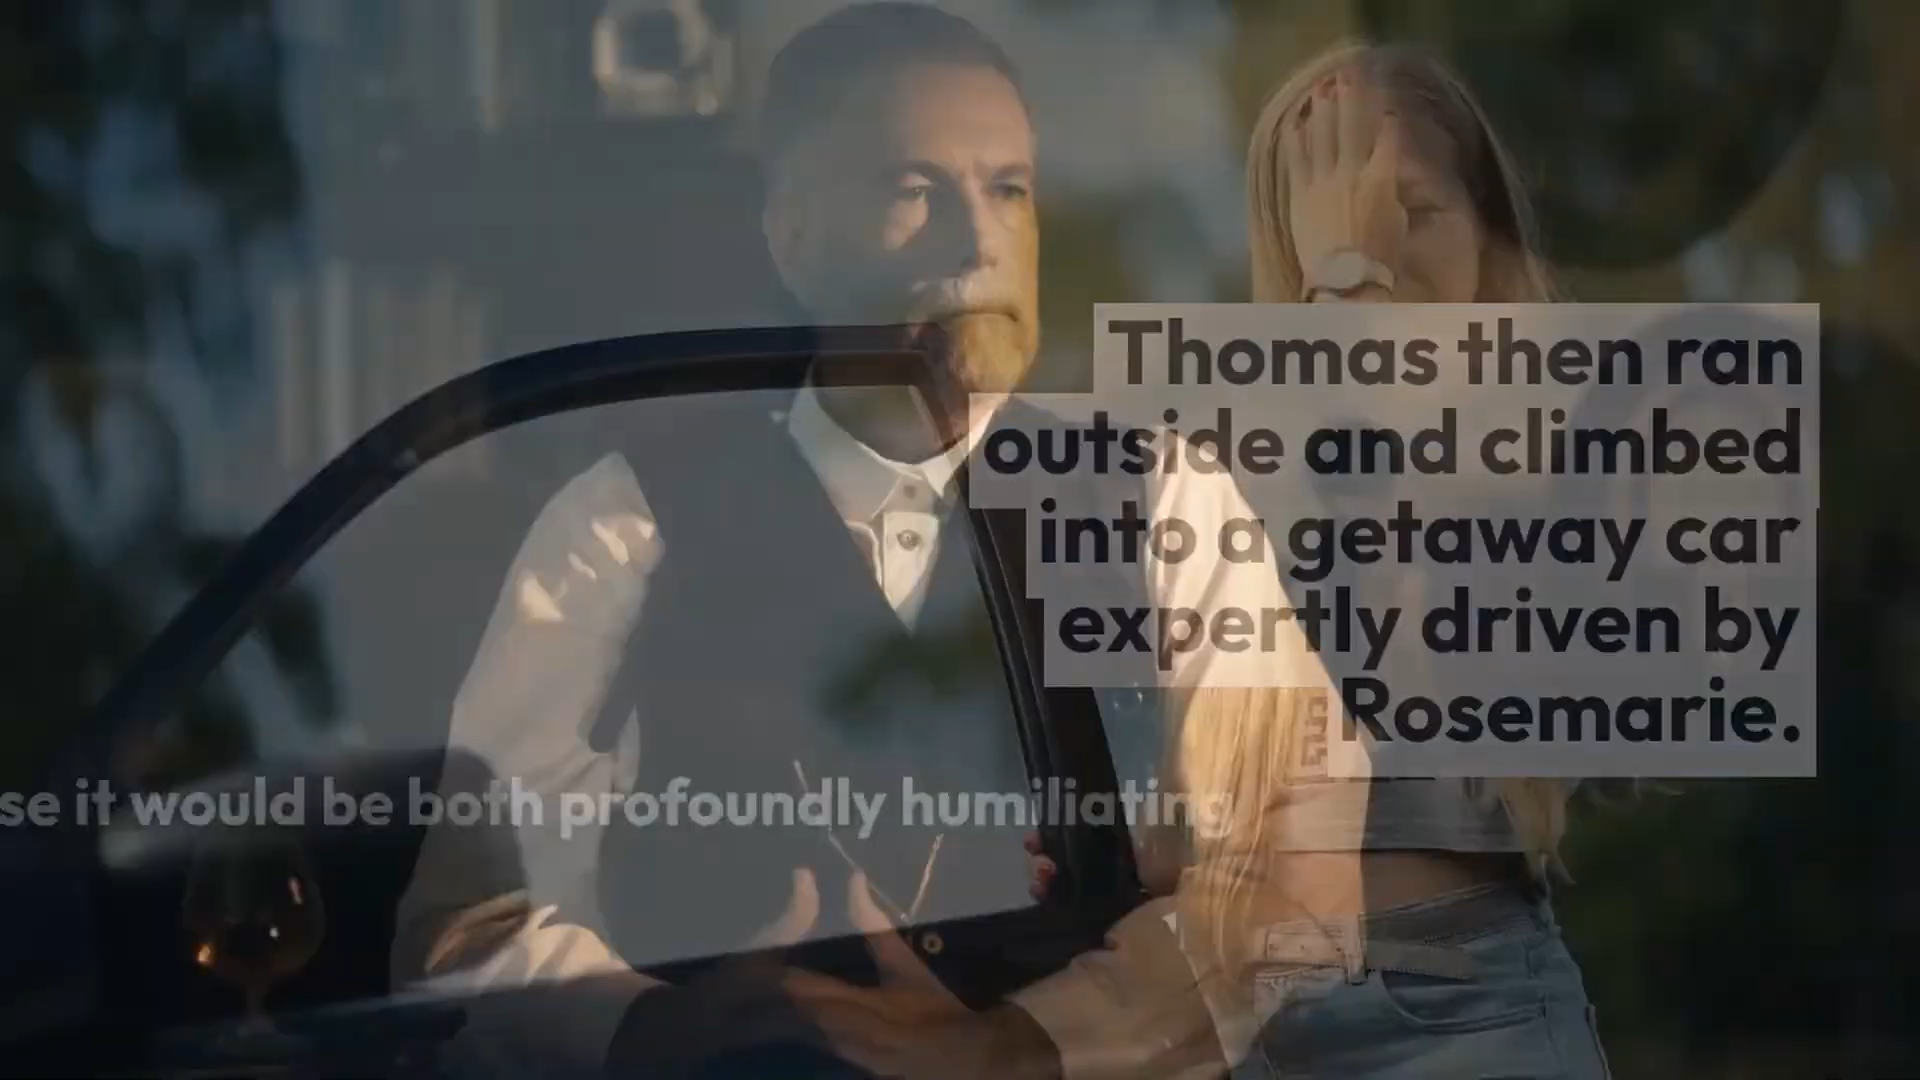 Thomas then ran
outside and climbed
into a getaway car
expertly driven by
Rosemarie.
se it would be both profoundly humiliating